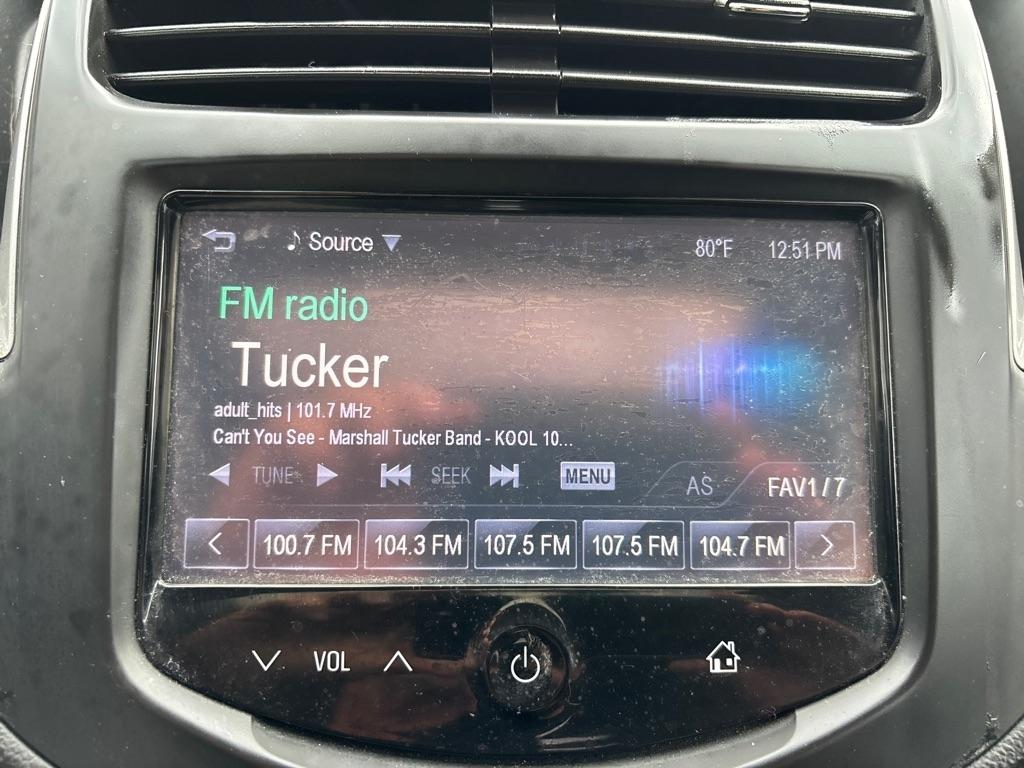 Source 80°F 12:51 PM
FM radio
Tucker
adult_hits | 101.7 MHz
Can't You See - Marshall Tucker Band - KOOL 10...
TUNE SEEK MENU AS FAV1 / 7
100.7 FM 104.3 FM 107.5 FM 107.5 FM 104.7 FM
VOL